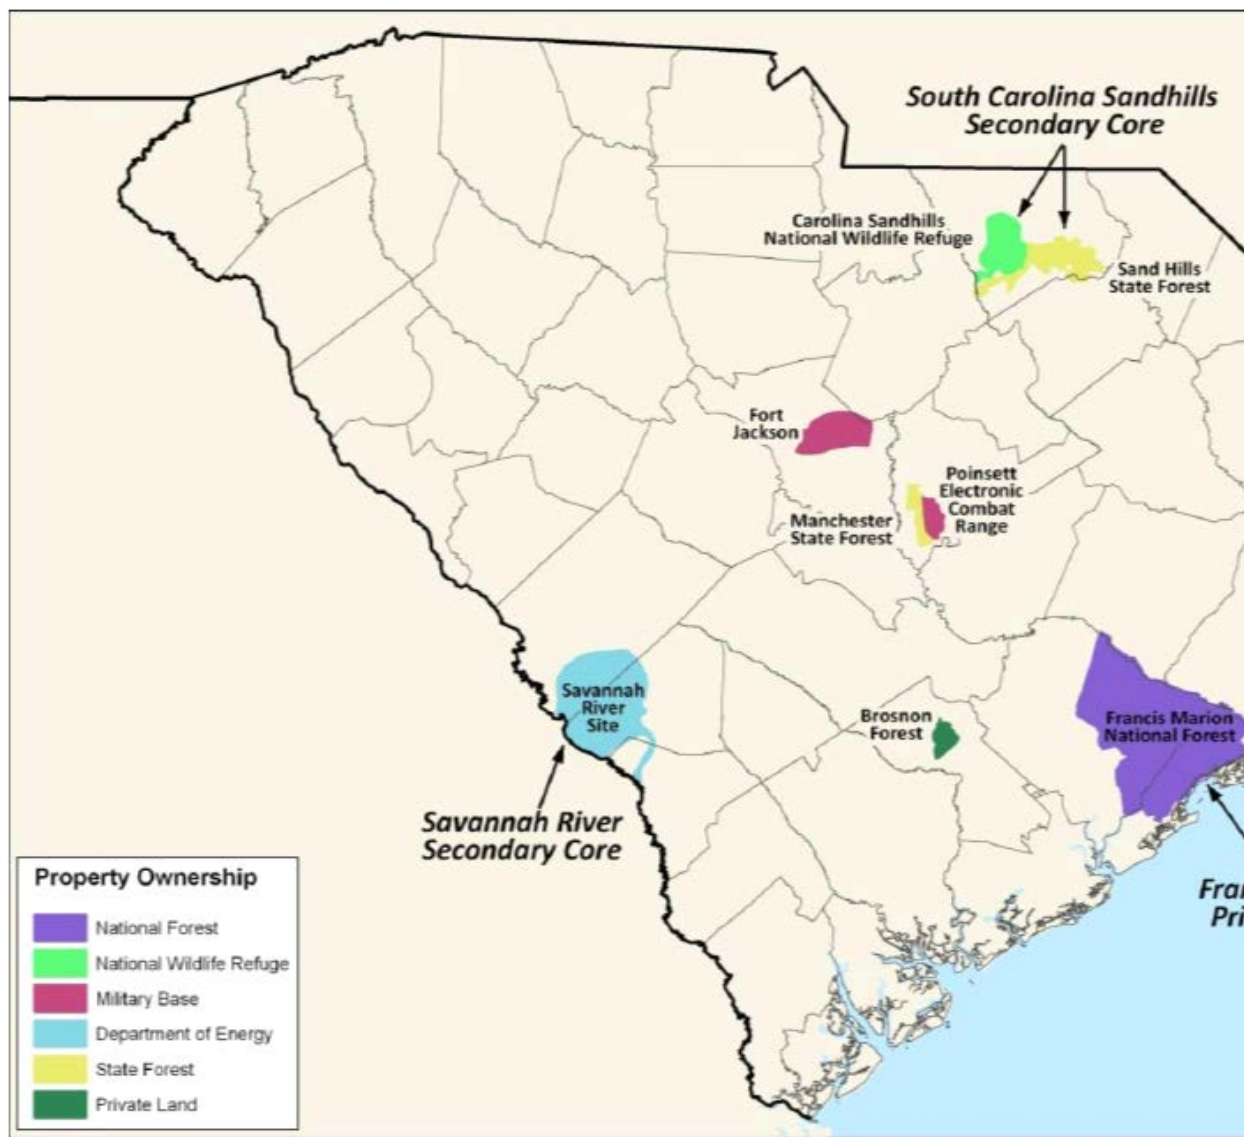 South Carolina Sandhills
Secondary Core
Carolina Sandhills
National Wildlife Refuge
Sand Hills
State Forest
Fort
Jackson
Poinsett
Electronic
Combat
Range
Manchester
State Forest
Savannah
River
Site
Brosnon
Forest
Francis Marion
National Forest
Savannah River
Secondary Core
Fran
Pri
Property Ownership
National Forest
National Wildlife Refuge
Military Base
Department of Energy
State Forest
Private Land